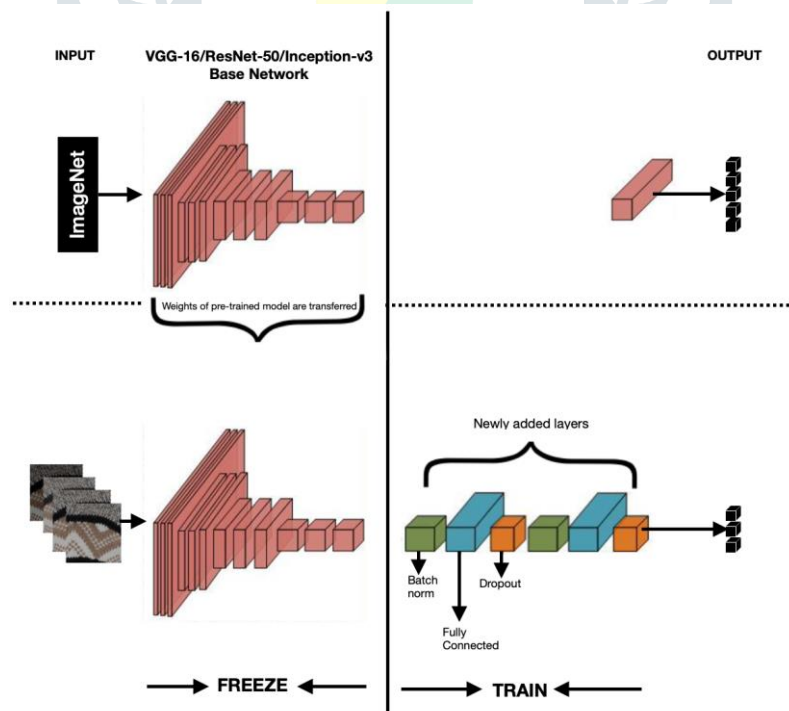 INPUT
VGG-16/ResNet-50/Inception-v3
Base Network
OUTPUT
ImageNet
Weights of pre-trained model are transferred
Newly added layers
Batch
norm
Dropout
Fully
Connected
FREEZE
TRAIN